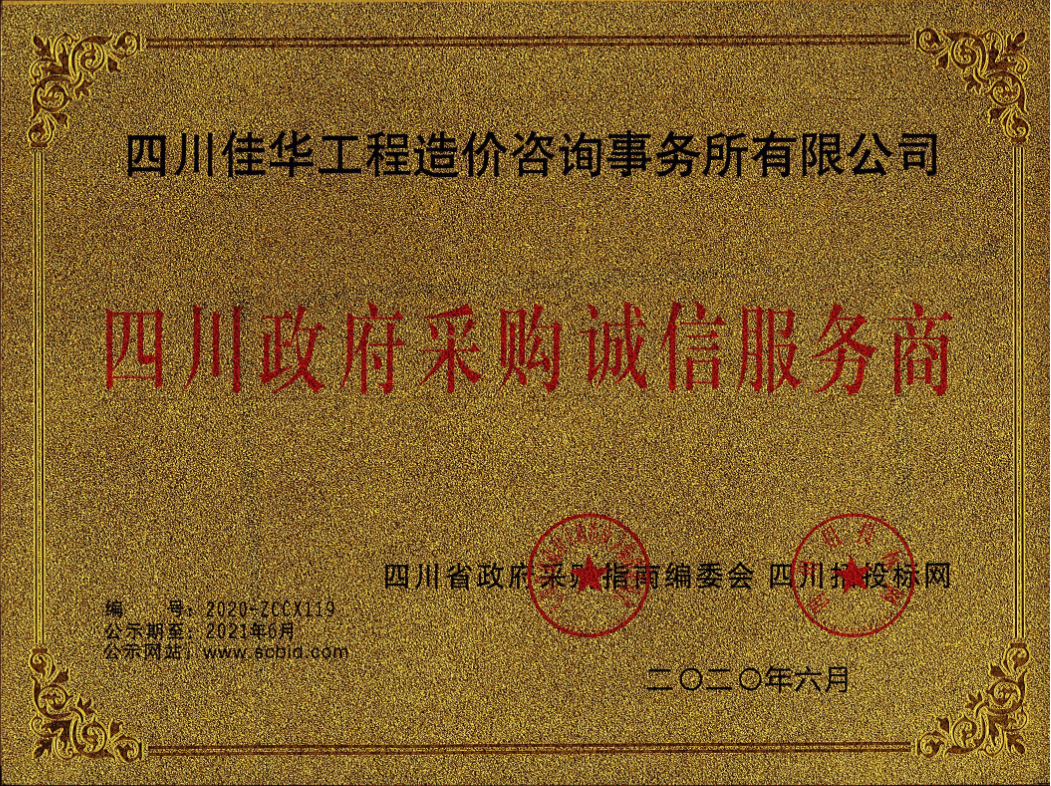 四川佳华工程造价咨询事务所有限公司
四川政府采购诚信服务商
四川省政府采购指南编委会 四川招投标网
编 号：2020-ZCCX119
公示期至：2021年6月
公示网站：www.scbid.com
二〇二〇年六月